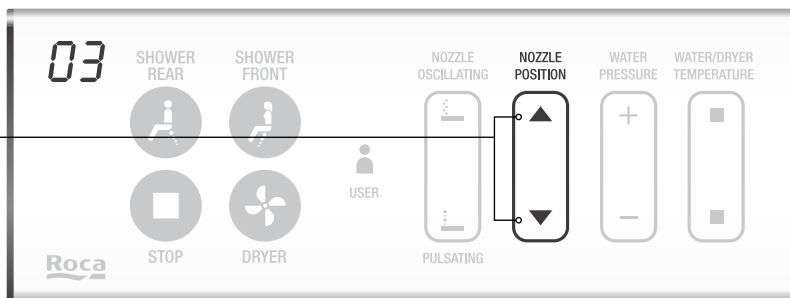 03
SHOWER
REAR
SHOWER
FRONT
NOZZLE
OSCILLATING
NOZZLE
POSITION
WATER
PRESSURE
WATER/DRYER
TEMPERATURE
USER
STOP
DRYER
PULSATING
Roca